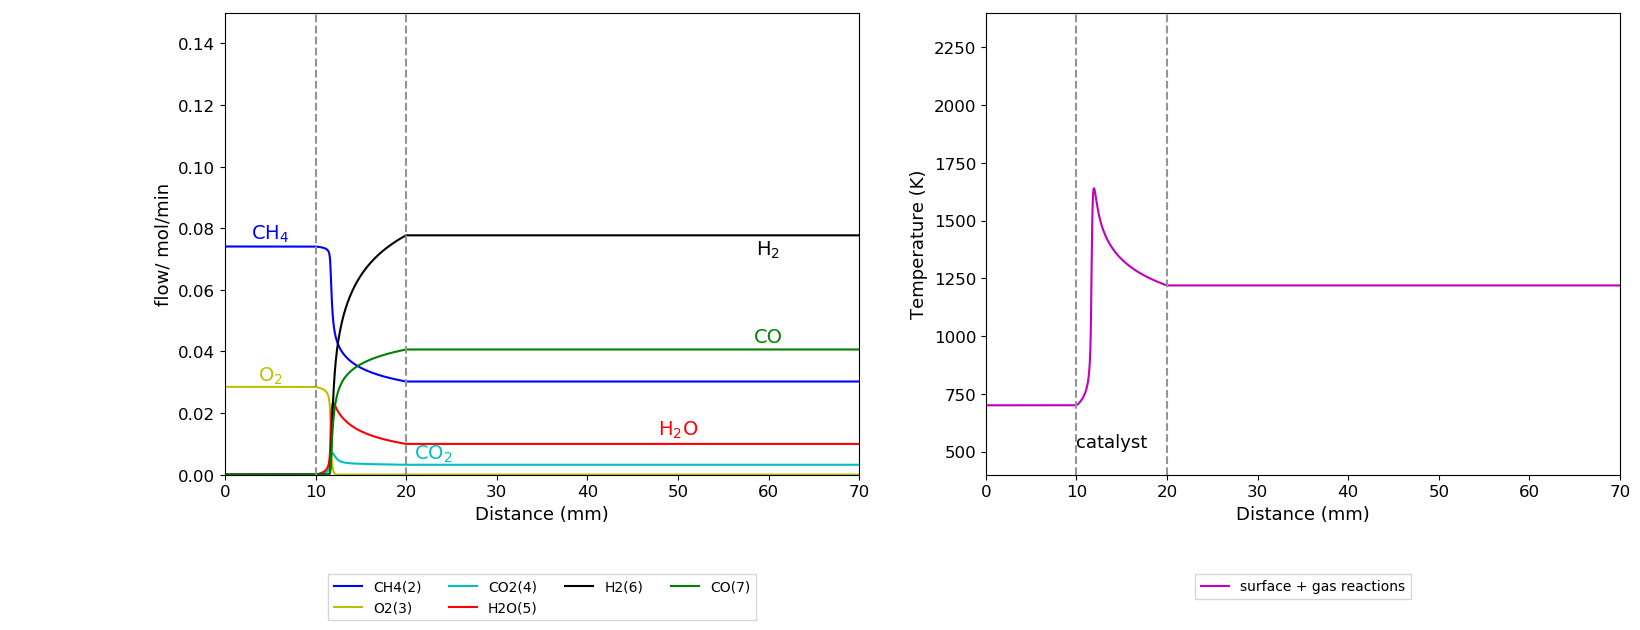 0.14
0.12
0.10
0.08
0.06
0.04
0.02
0.00
flow/ mol/min
CH₄
O₂
H₂
CO
H₂O
CO₂
0 10 20 30 40 50 60 70
Distance (mm)
CH4(2) CO2(4) H2(6) CO(7)
O2(3) H2O(5)
2250
2000
1750
1500
1250
1000
750
500
Temperature (K)
catalyst
0 10 20 30 40 50 60 70
Distance (mm)
surface + gas reactions